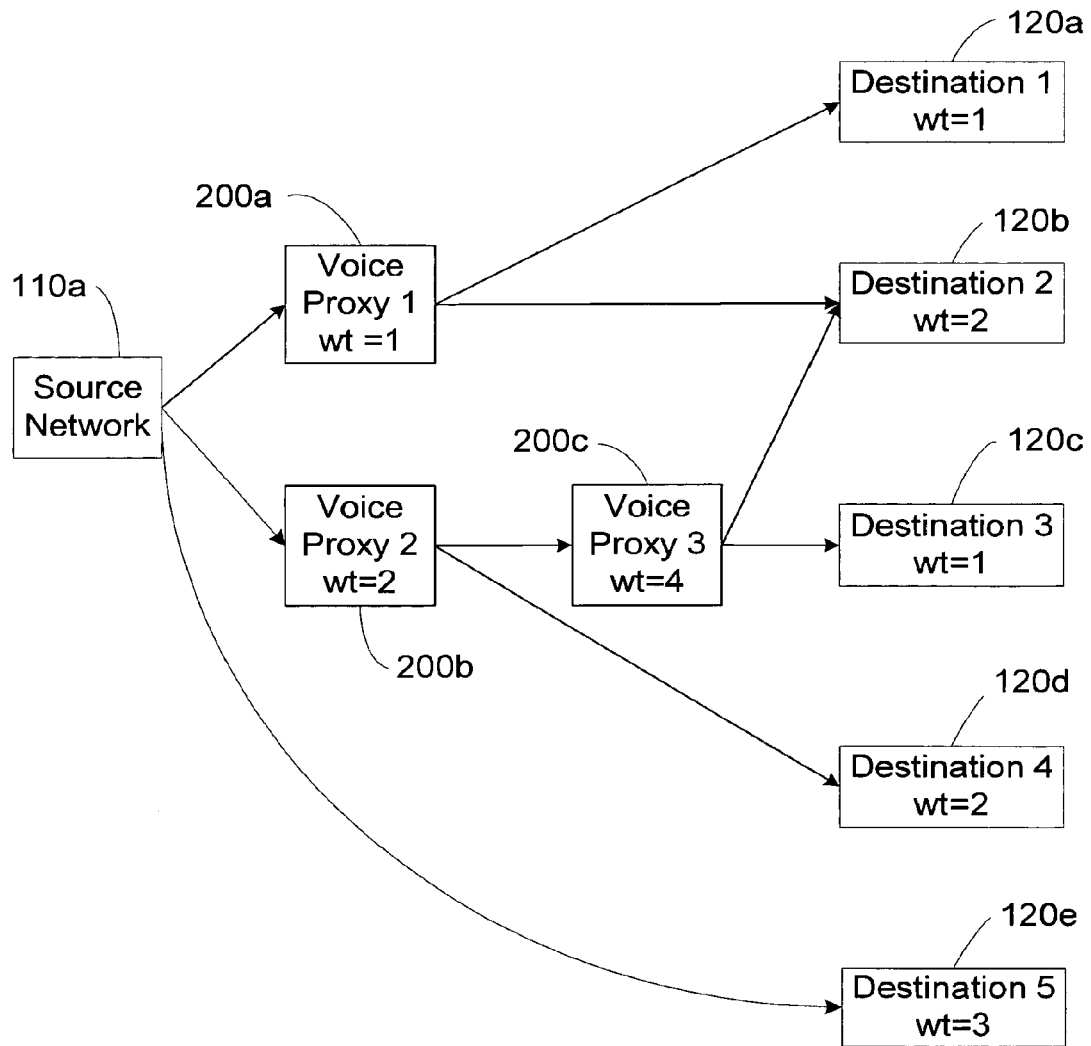 120a
Destination 1
wt=1
200a
120b
Voice
Proxy 1
wt =1
Destination 2
wt=2
110a
Source
Network
200c
120c
Voice
Proxy 2
wt=2
Voice
Proxy 3
wt=4
Destination 3
wt=1
200b
120d
Destination 4
wt=2
120e
Destination 5
wt=3